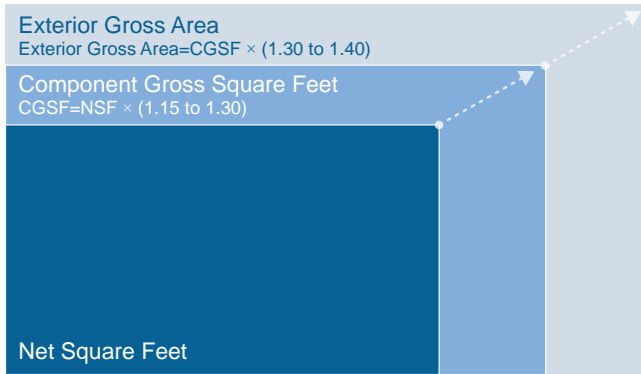 Exterior Gross Area
Exterior Gross Area=CGSF × (1.30 to 1.40)
Component Gross Square Feet
CGSF=NSF × (1.15 to 1.30)
Net Square Feet